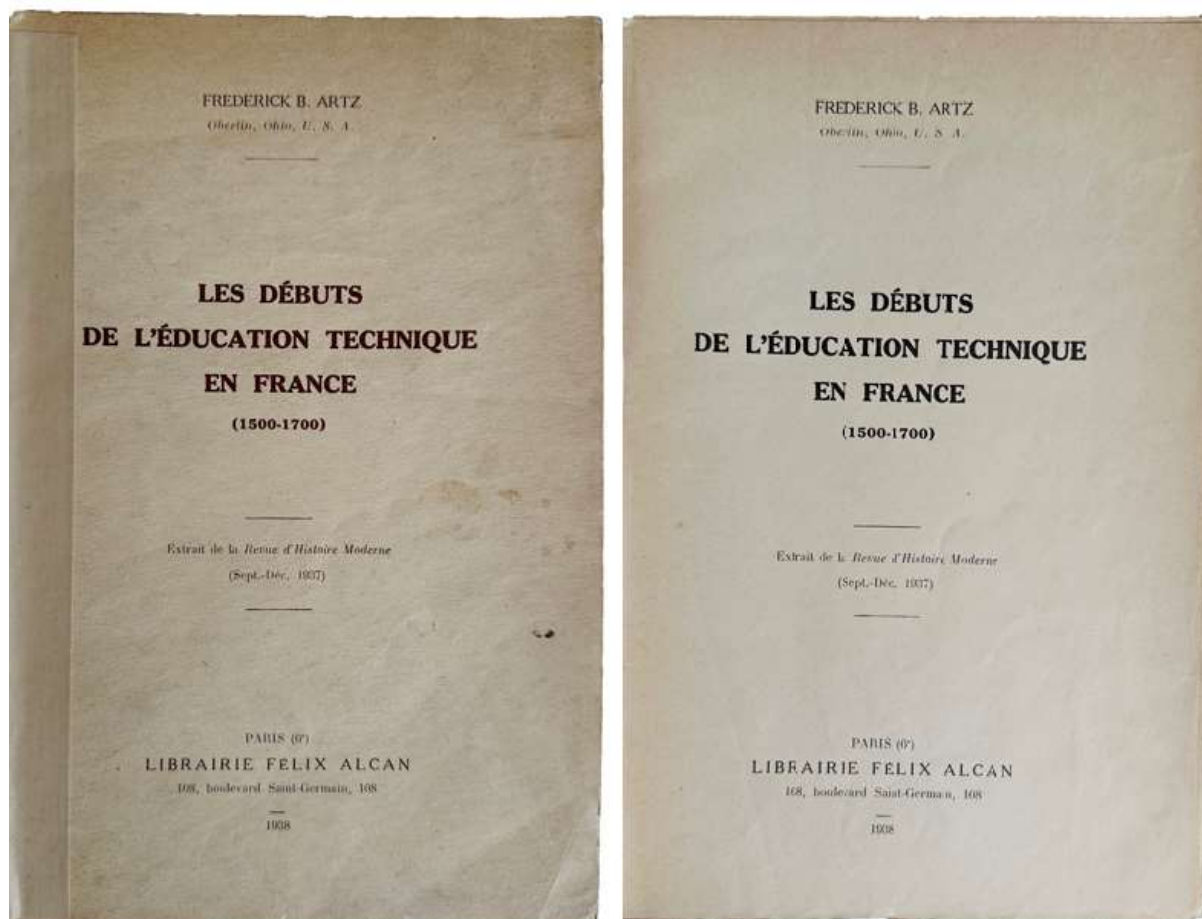 FREDERICK B. ARTZ
Oberlin, Ohio, U. S. A.
LES DÉBUTS
DE L'ÉDUCATION TECHNIQUE
EN FRANCE
(1500-1700)
Extrait de la Revue d'Histoire Moderne
(Sept.-Déc. 1937)
PARIS (6e)
LIBRAIRIE FÉLIX ALCAN
108, boulevard Saint-Germain, 108
1938
FREDERICK B. ARTZ
Oberlin, Ohio, U. S. A.
LES DÉBUTS
DE L'ÉDUCATION TECHNIQUE
EN FRANCE
(1500-1700)
Extrait de la Revue d'Histoire Moderne
(Sept.-Déc. 1937)
PARIS (6e)
LIBRAIRIE FÉLIX ALCAN
108, boulevard Saint-Germain, 108
1938